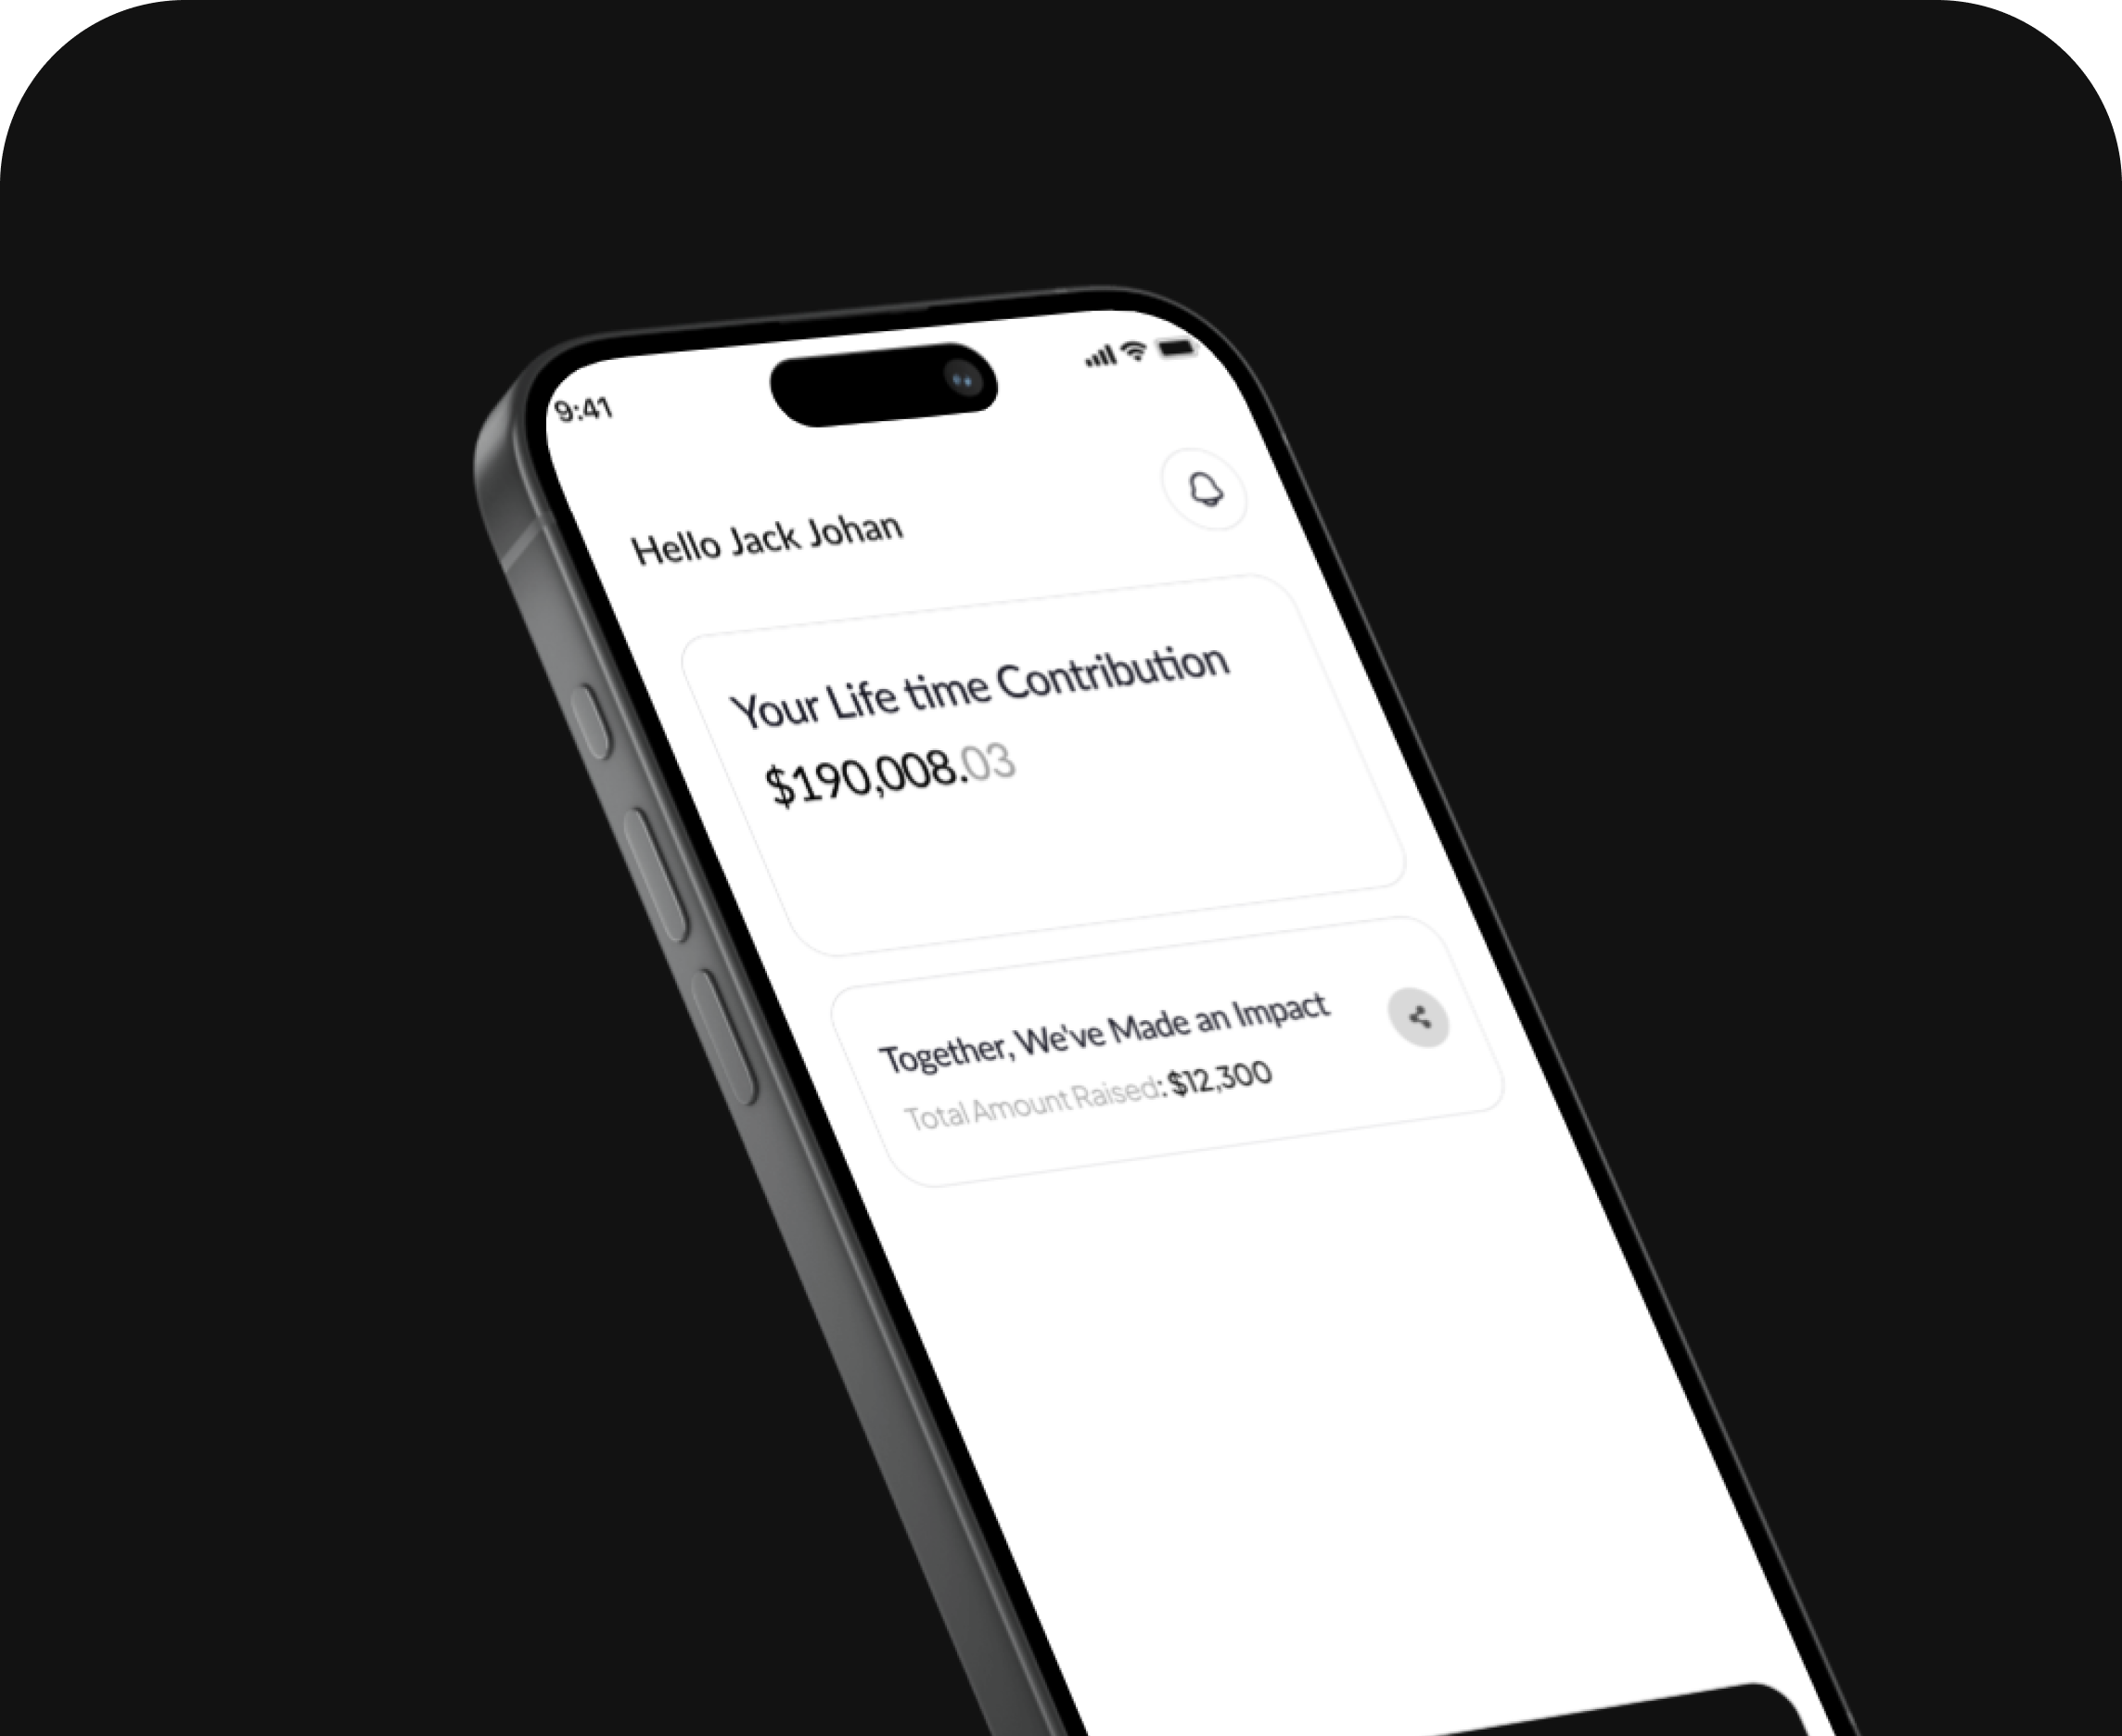 9:41
Hello Jack Johan
Your Life time Contribution
$190,008.03
Together, We've Made an Impact
Total Amount Raised: $12,300